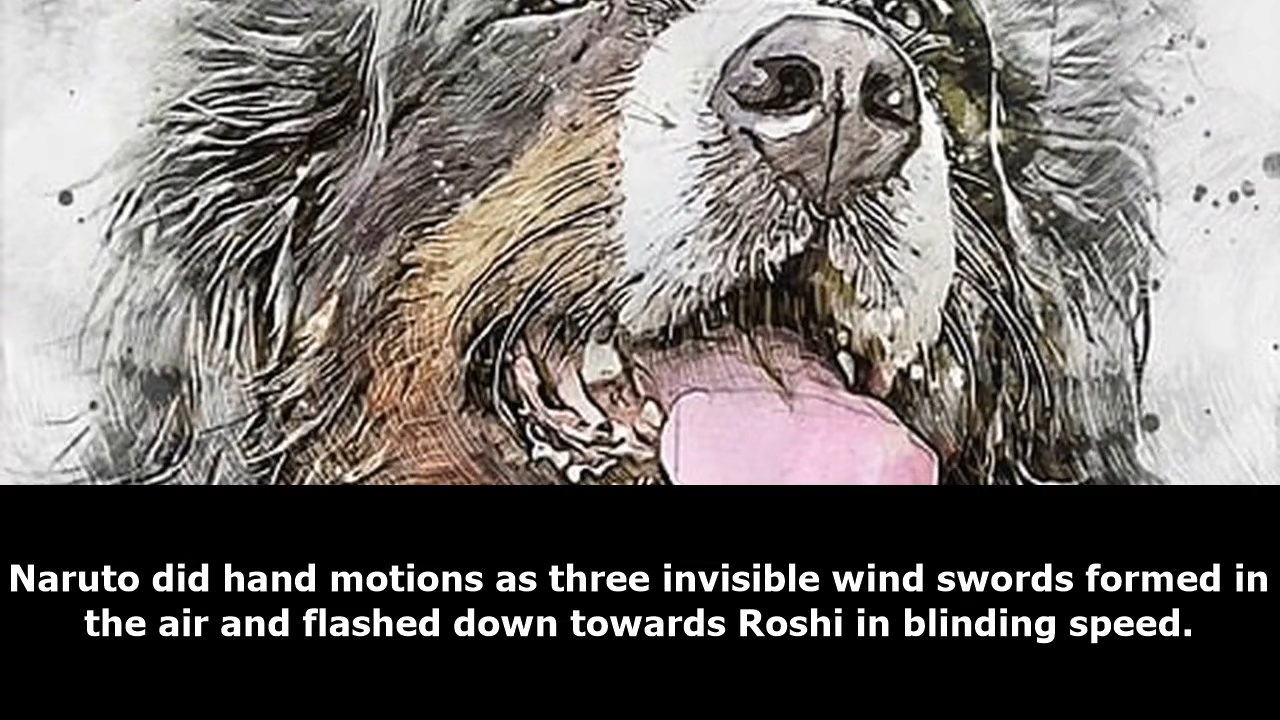 Naruto did hand motions as three invisible wind swords formed in
the air and flashed down towards Roshi in blinding speed.